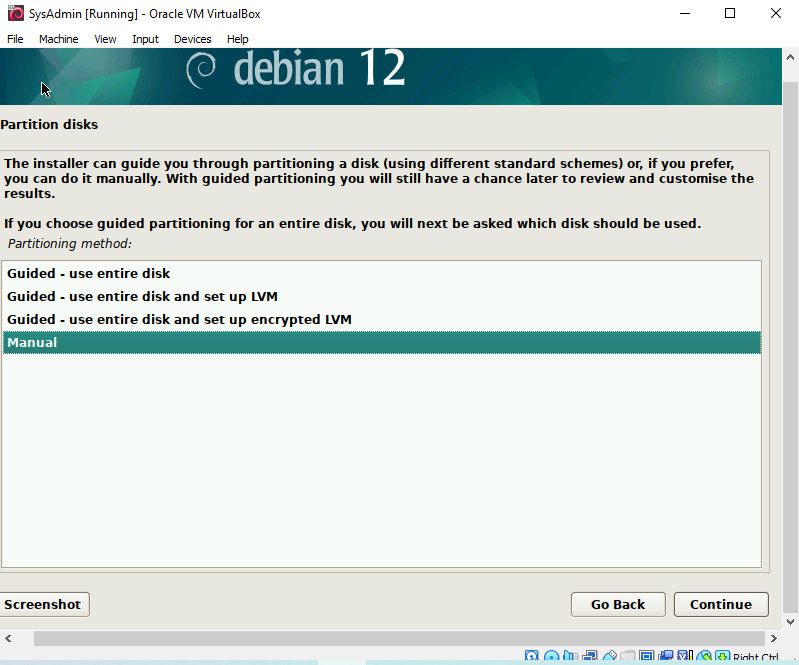 SysAdmin [Running] - Oracle VM VirtualBox
File Machine View Input Devices Help
debian 12
Partition disks
The installer can guide you through partitioning a disk (using different standard schemes) or, if you prefer,
you can do it manually. With guided partitioning you will still have a chance later to review and customise the
results.
If you choose guided partitioning for an entire disk, you will next be asked which disk should be used.
Partitioning method:
Guided - use entire disk
Guided - use entire disk and set up LVM
Guided - use entire disk and set up encrypted LVM
Manual
Screenshot
Go Back
Continue
Right Ctrl